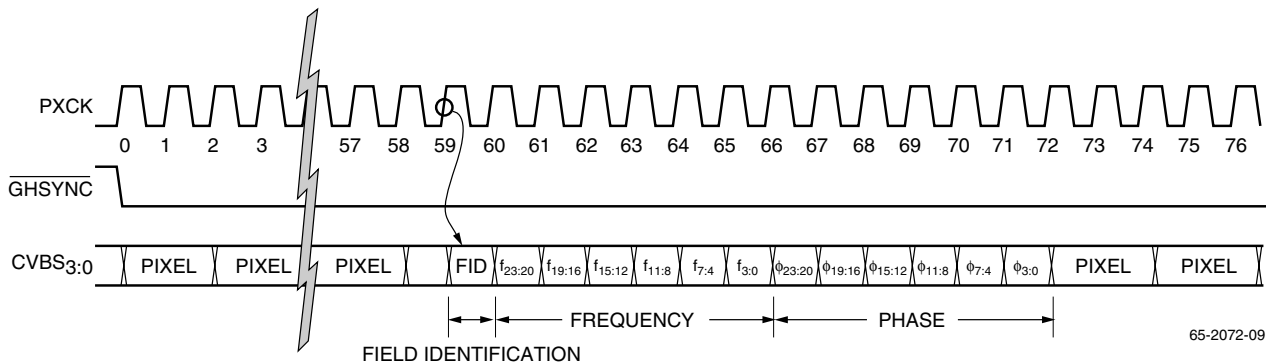 PXCK
0 1 2 3 57 58 59 60 61 62 63 64 65 66 67 68 69 70 71 72 73 74 75 76
GHSYNC
CVBS3:0 PIXEL PIXEL PIXEL FID f23:20 f19:16 f15:12 f11:8 f7:4 f3:0 ϕ23:20 ϕ19:16 ϕ15:12 ϕ11:8 ϕ7:4 ϕ3:0 PIXEL PIXEL
FREQUENCY PHASE
65-2072-09
FIELD IDENTIFICATION